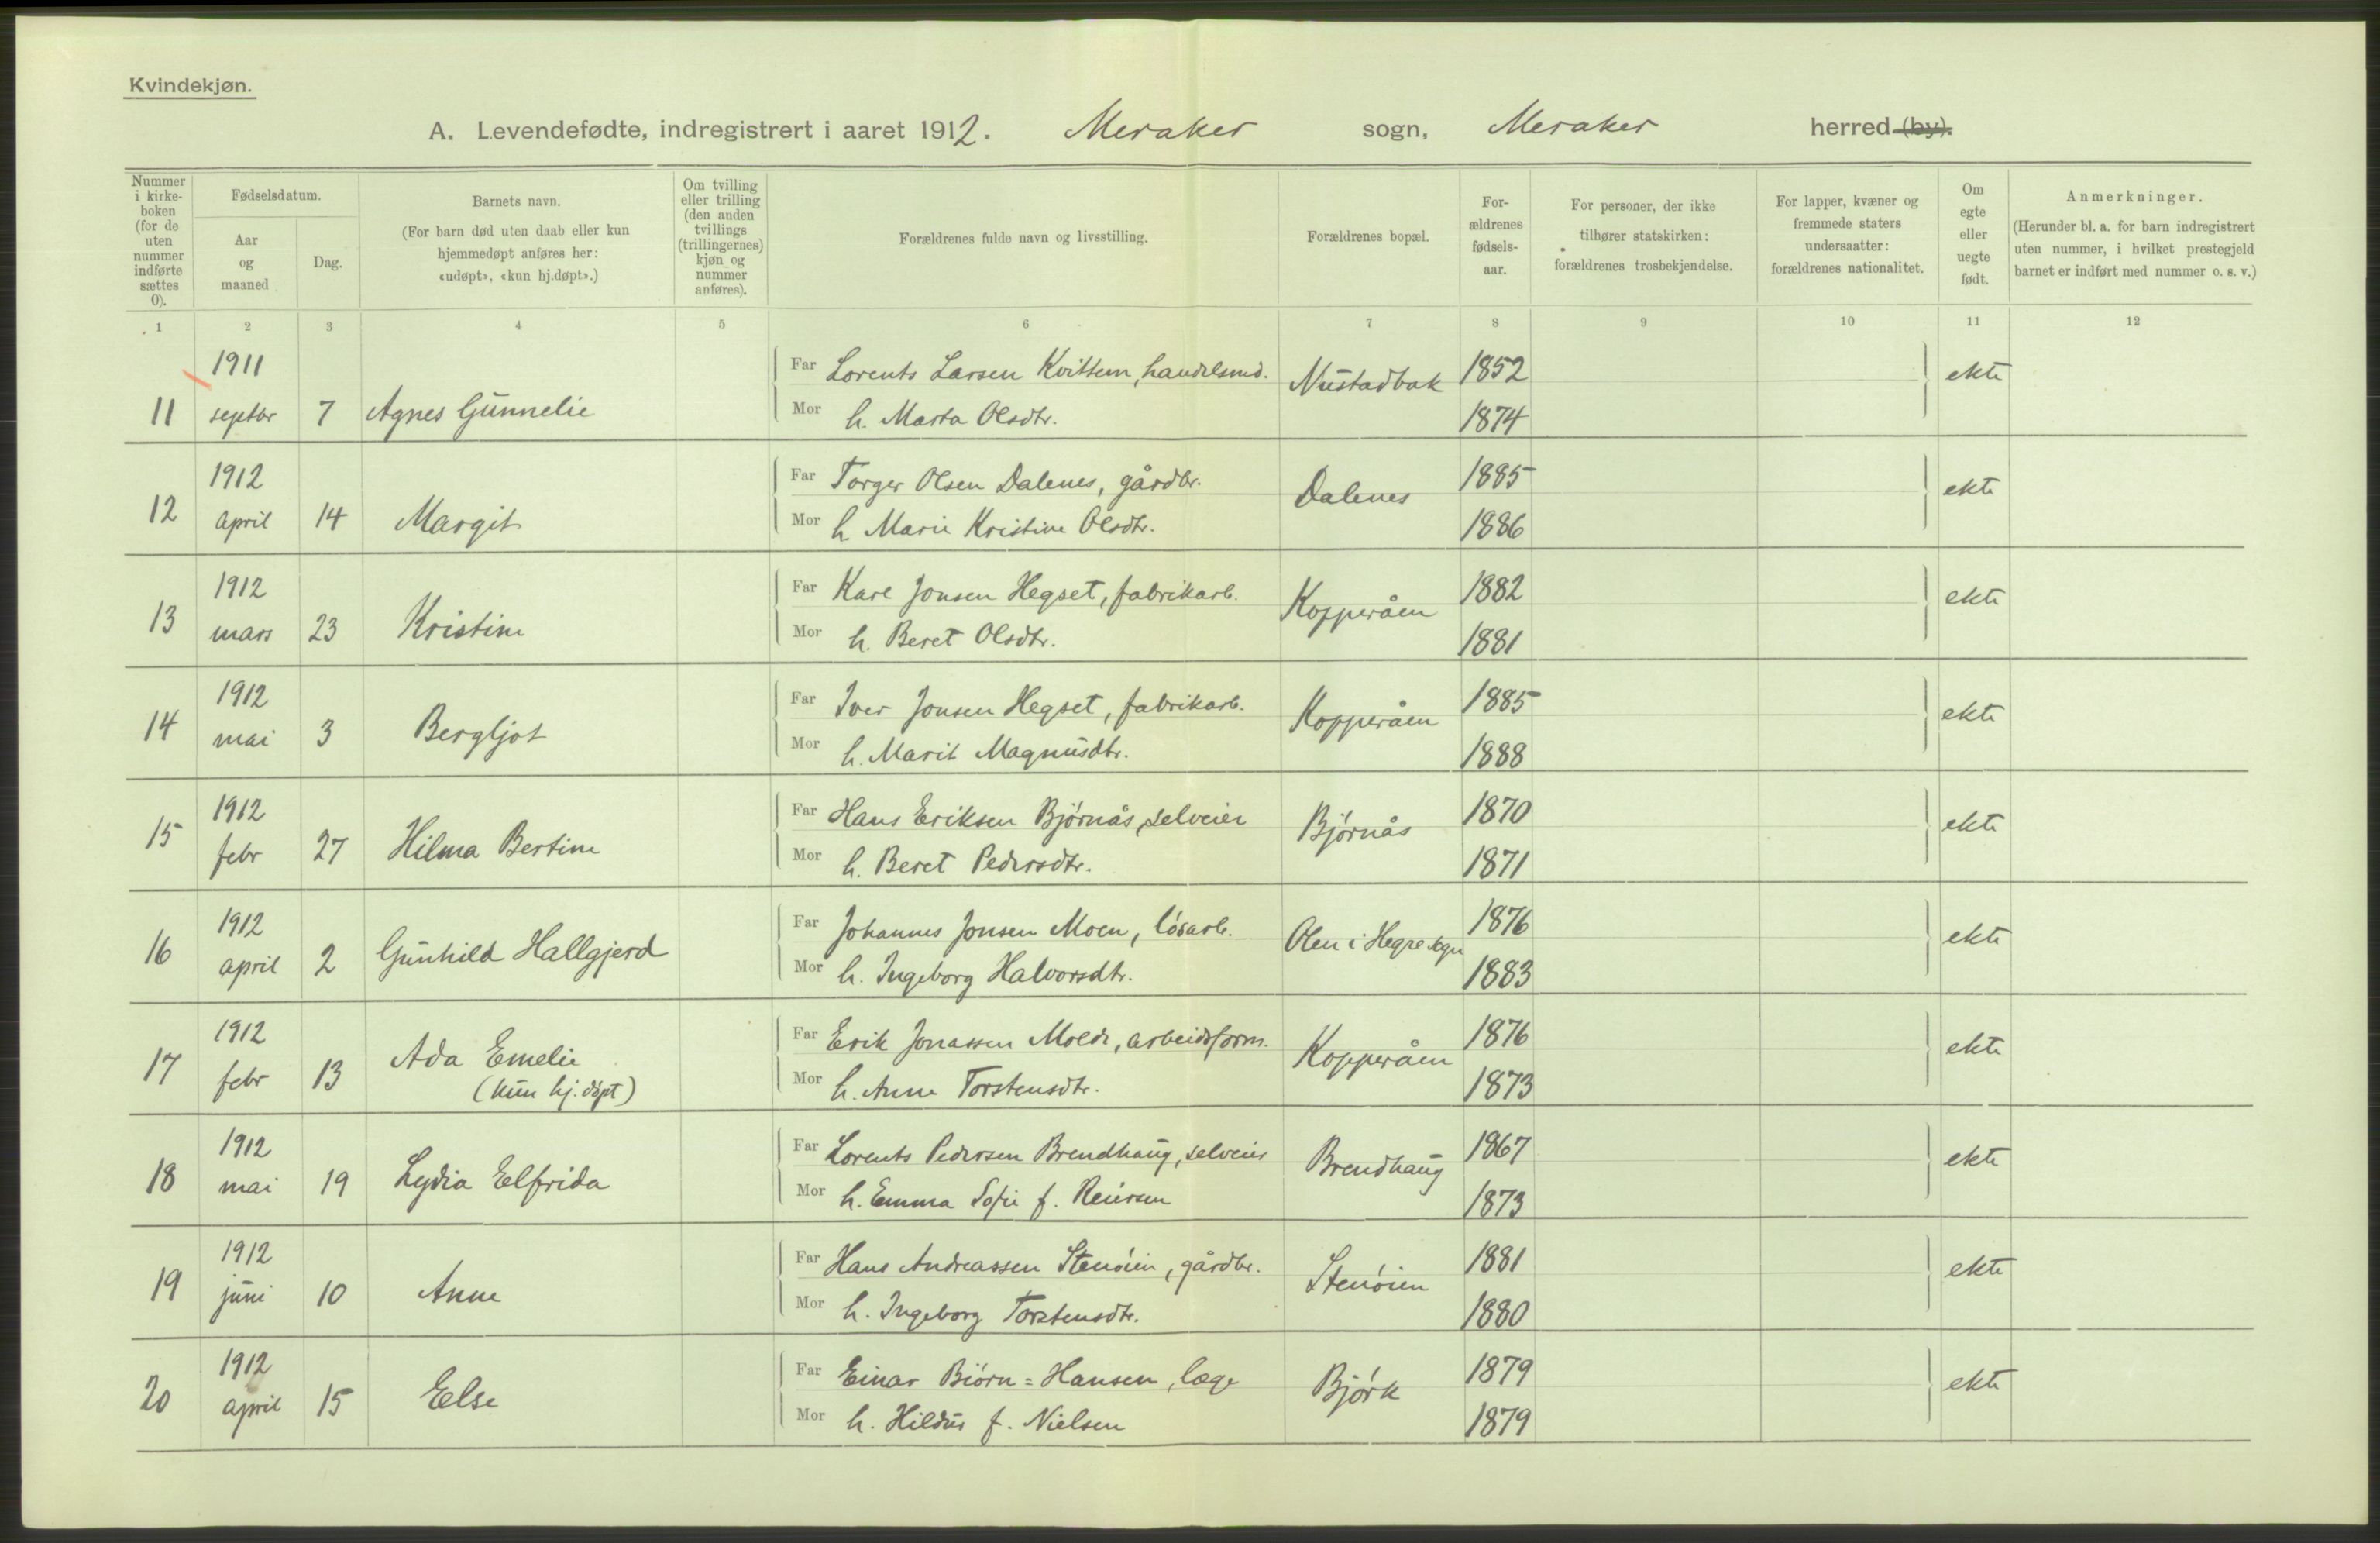 Kvindekjøn.
A. Levendefødte, indregistrert i aaret 1912. Meraker sogn, Meraker herred (by).
Nummer i kirkeboken (for de uten nummer indførte sættes 0).
Fødselsdatum.
Aar og maaned
Dag.
Barnets navn.
(For barn død uten daab eller kun hjemmedøpt anføres her: «udøpt», «kun hj.døpt».)
Om tvilling eller trilling (den anden tvillings (trillingernes) kjøn og nummer anføres).
Forældrenes fulde navn og livsstilling.
Forældrenes bopæl.
Forældrenes fødselsaar.
For personer, der ikke tilhører statskirken: forældrenes trosbekjendelse.
For lapper, kvæner og fremmede staters undersaatter: forældrenes nationalitet.
Om egte eller uegte født.
Anmerkninger.
(Herunder bl. a. for barn indregistrert uten nummer, i hvilket prestegjeld barnet er indført med nummer o. s. v.)
1 2 3 4 5 6 7 8 9 10 11 12
11 1911 septbr 7 Agnes Gunnelie Far Lorents Larsen Kvittem, handelsmd. Nustadbak 1852 ekte
Mor h. Marta Olsdtr. 1874
12 1912 april 14 Margit Far Torger Olsen Dalenes, gårdbr. Dalenes 1885 ekte
Mor h. Marie Kristine Olsdtr. 1886
13 1912 mars 23 Kristine Far Karl Jonsen Hegset, fabrikarb. Kopperåen 1882 ekte
Mor h. Beret Olsdtr. 1881
14 1912 mai 3 Bergljot Far Iver Jonsen Hegset, fabrikarb. Kopperåen 1885 ekte
Mor h. Marit Magnusdtr. 1888
15 1912 febr 27 Hilma Bertine Far Hans Eriksen Bjørnås, selveier Bjørnås 1870 ekte
Mor h. Beret Pedersdtr. 1871
16 1912 april 2 Gunhild Hallgjerd Far Johannes Jonsen Moen, løsarb. Olen i Hegre sogn 1876 ekte
Mor h. Ingeborg Halvorsdtr. 1883
17 1912 febr 13 Ada Emelie (kun hj. døpt) Far Erik Jonassen Molde, arbeidsform. Kopperåen 1876 ekte
Mor h. Anne Torstensdtr. 1873
18 1912 mai 19 Lydia Elfrida Far Lorents Pedersen Brendhaug, selveier Brendhaug 1867 ekte
Mor h. Emma Sofie f. Reiersen 1873
19 1912 juni 10 Anne Far Hans Andreassen Stenøien, gårdbr. Stenøien 1881 ekte
Mor h. Ingeborg Torstensdtr. 1880
20 1912 april 15 Else Far Einar Biørn=Hansen, læge Bjørk 1879 ekte
Mor h. Hildur f. Nielsen 1879